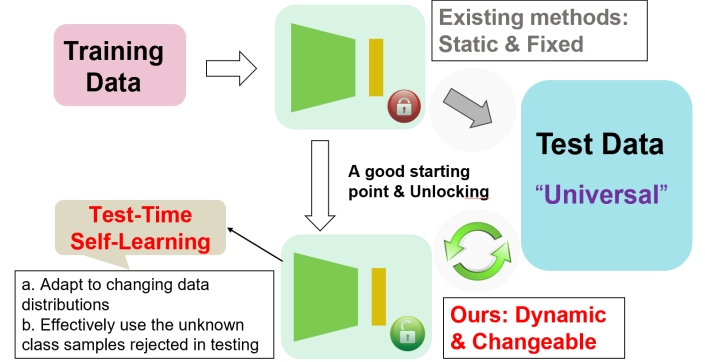 Training
Data
Existing methods:
Static & Fixed
Test Data
“Universal”
A good starting
point & Unlocking
Test-Time
Self-Learning
a. Adapt to changing data
distributions
b. Effectively use the unknown
class samples rejected in testing
Ours: Dynamic
& Changeable